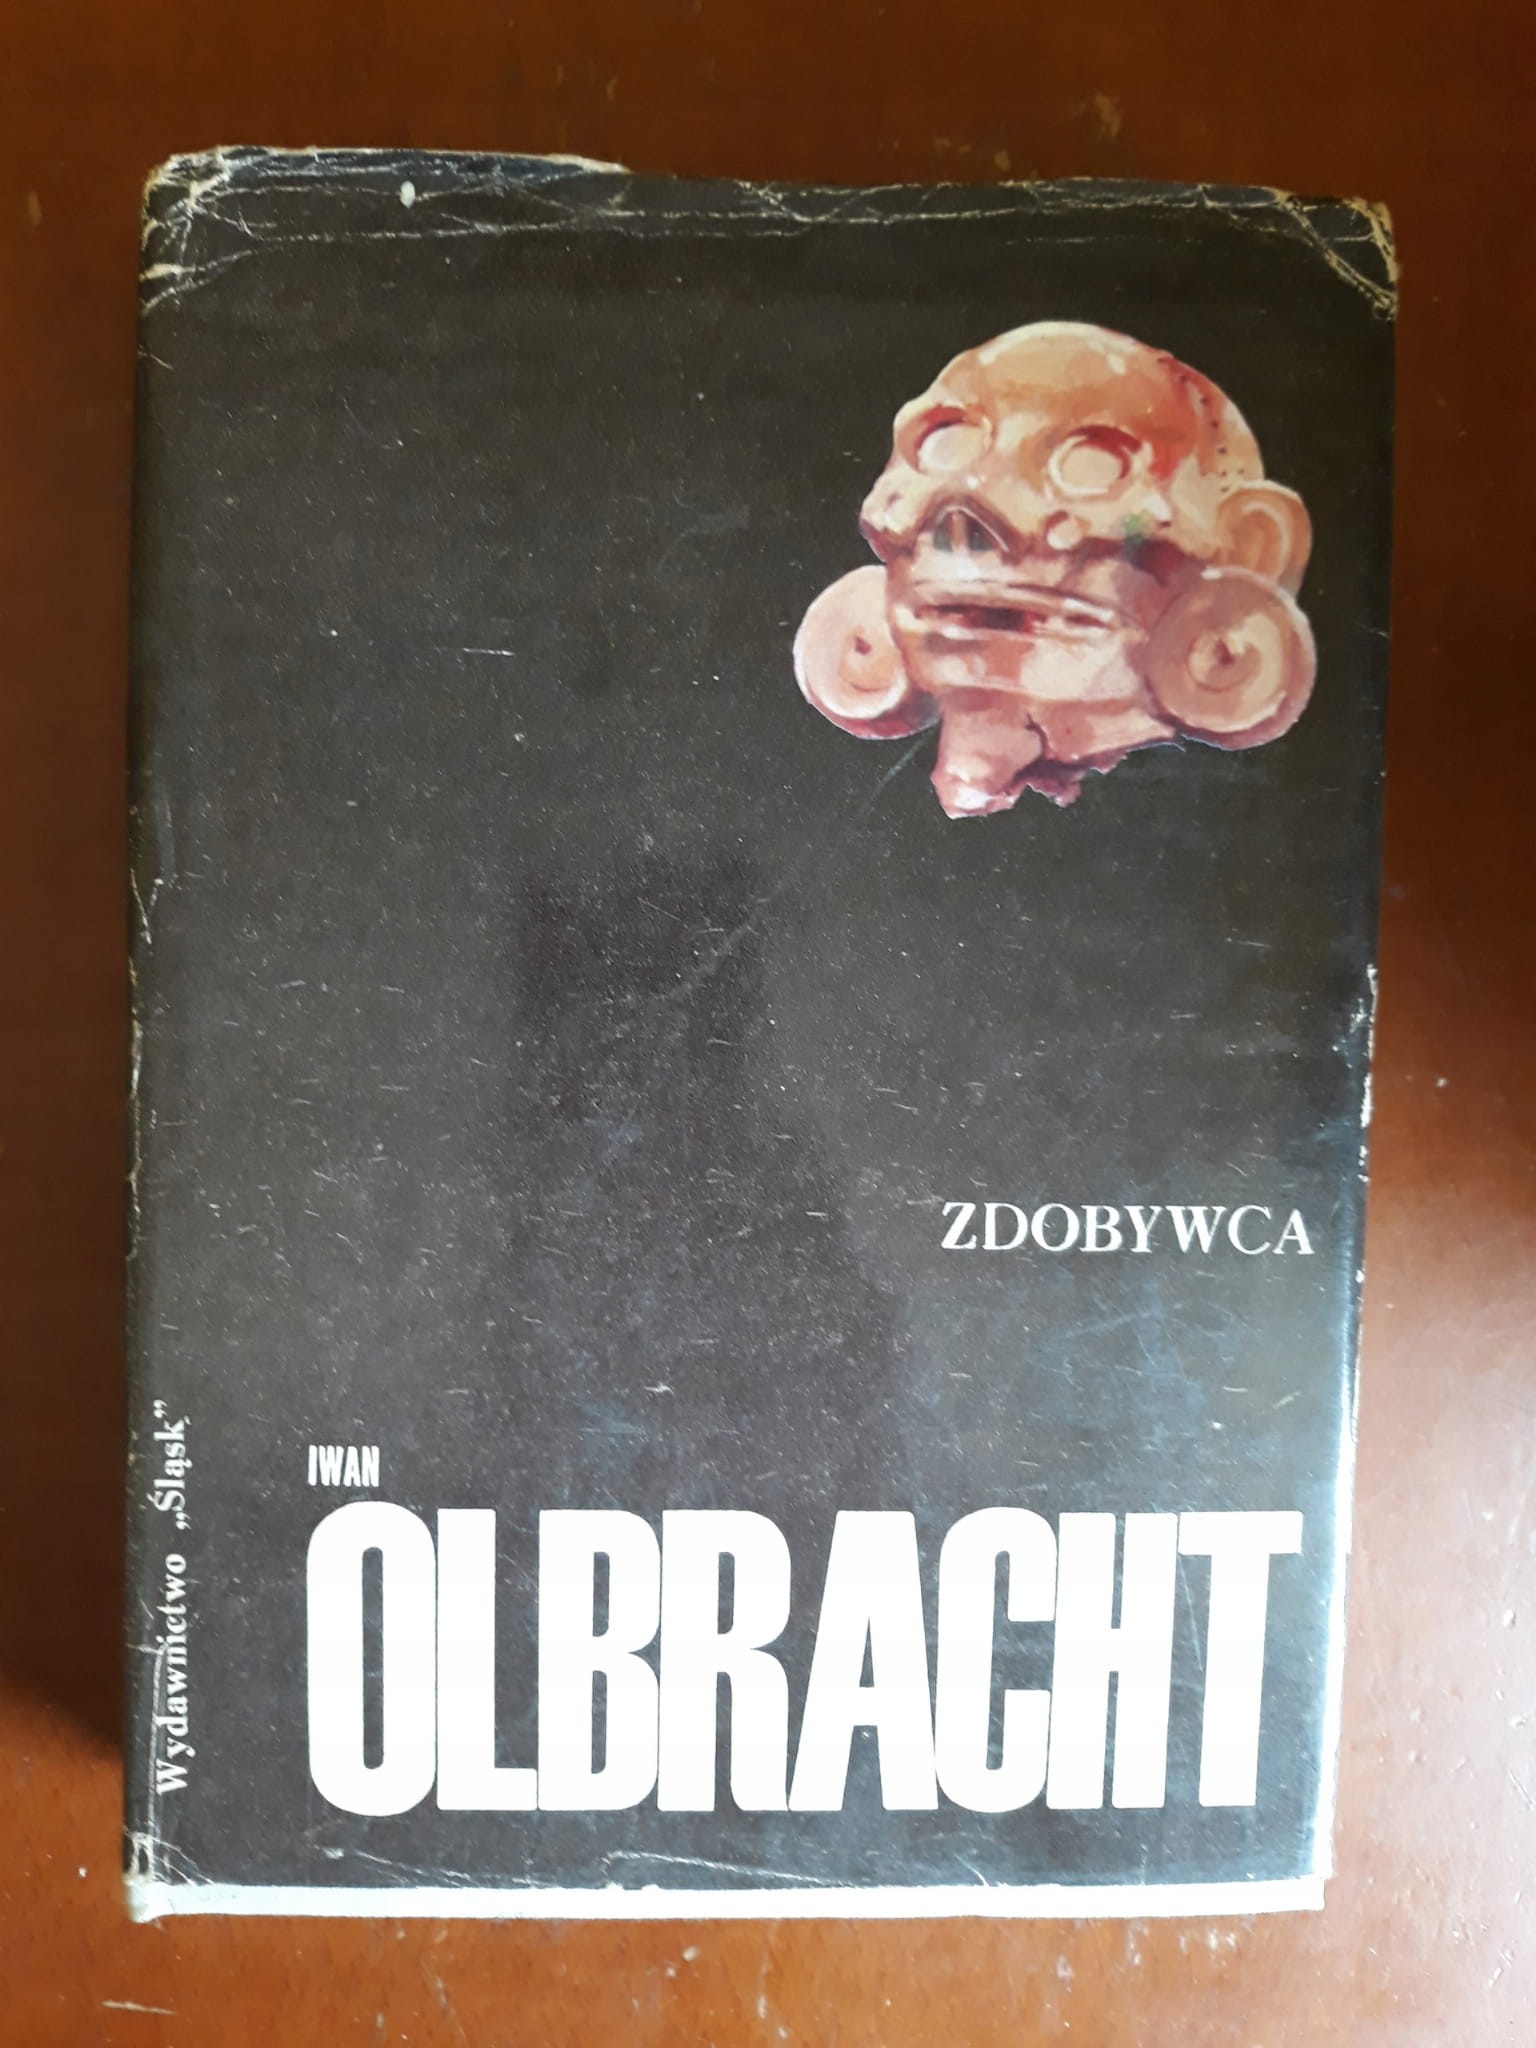 ZDOBYWCA
IWAN
OLBRACHT
Wydawnictwo „Śląsk”